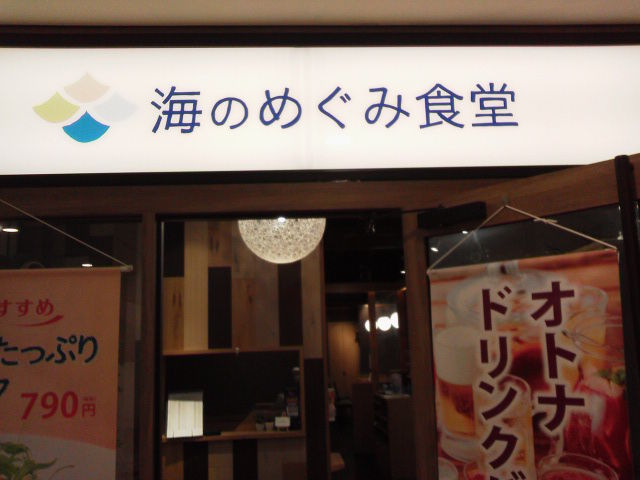 海のめぐみ食堂
すすめ
たっぷり
790円
オトナ
ドリンク